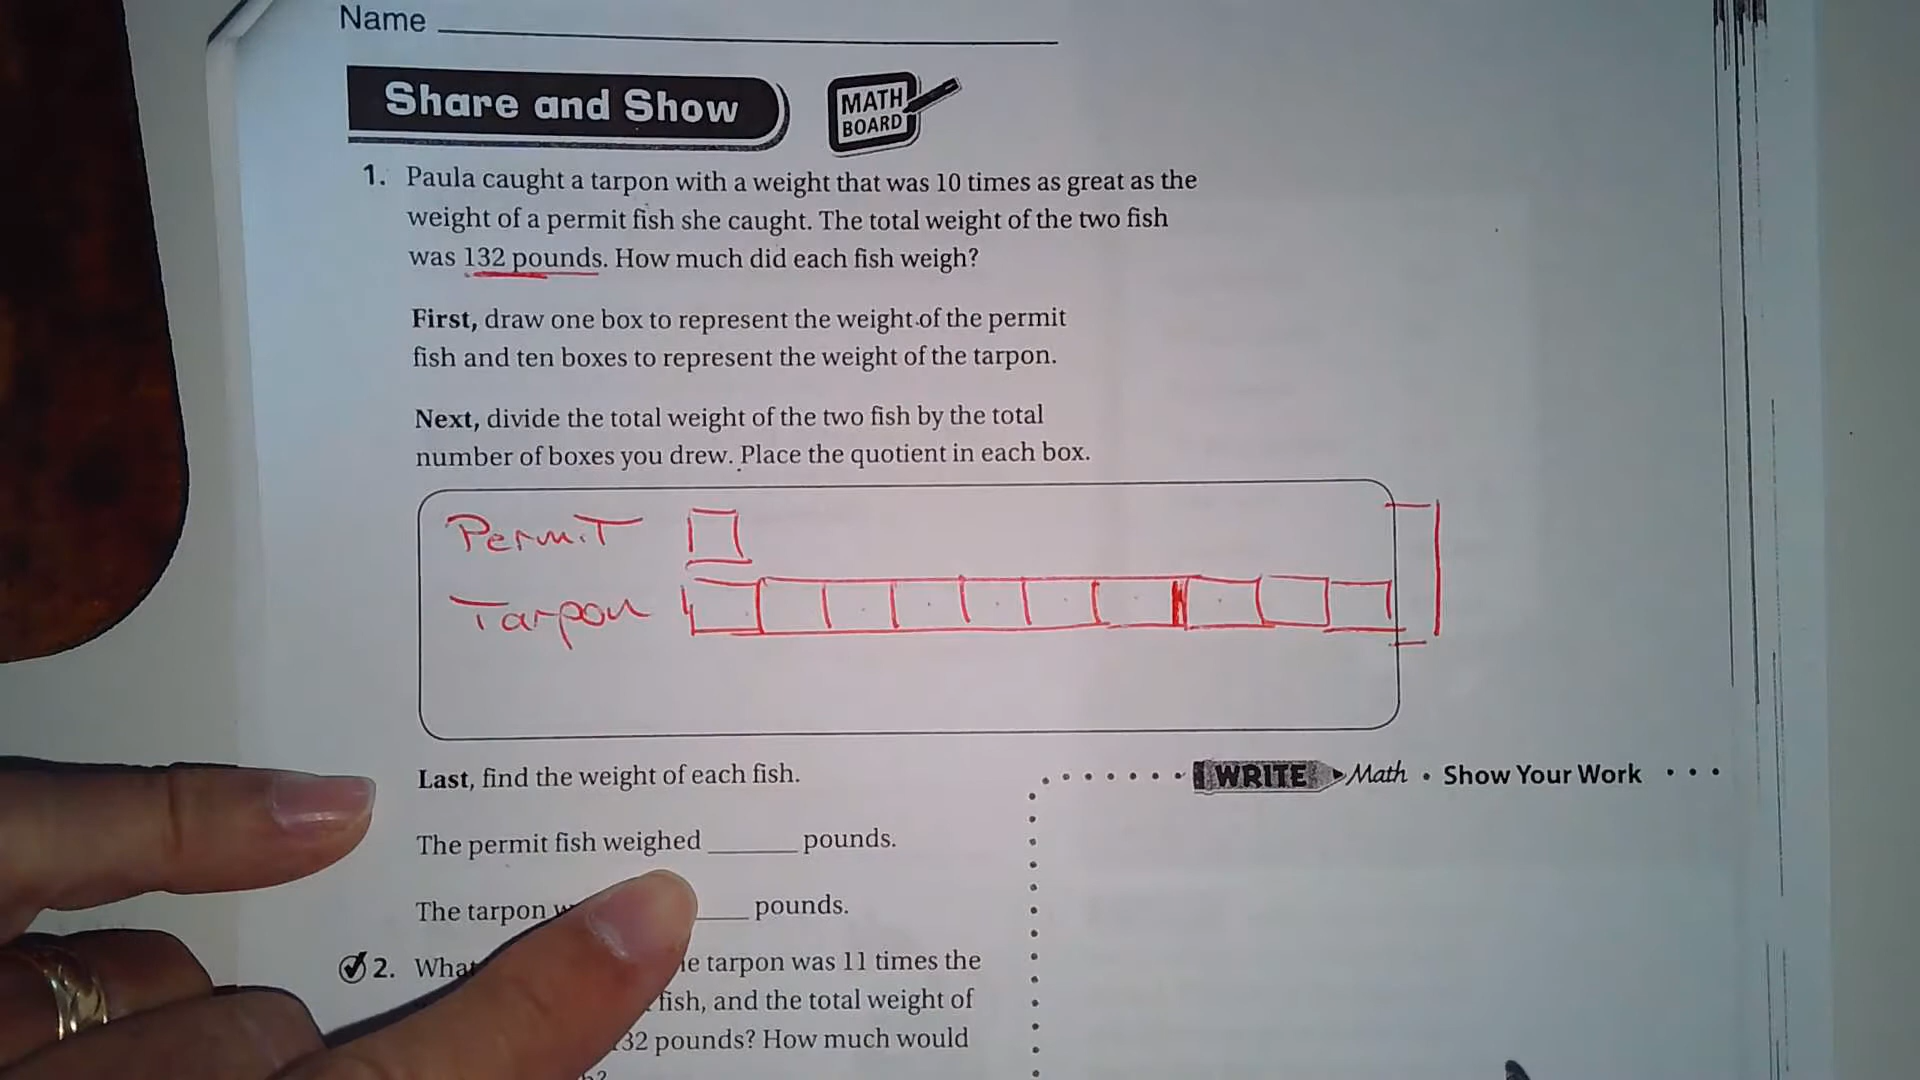 Name
Share and Show
MATH
BOARD
1. Paula caught a tarpon with a weight that was 10 times as great as the
weight of a permit fish she caught. The total weight of the two fish
was 132 pounds. How much did each fish weigh?
First, draw one box to represent the weight of the permit
fish and ten boxes to represent the weight of the tarpon.
Next, divide the total weight of the two fish by the total
number of boxes you drew. Place the quotient in each box.
Permit
Tarpon
Last, find the weight of each fish.
WRITE Math • Show Your Work
The permit fish weighed ______ pounds.
The tarpon ____ pounds.
2. tarpon was 11 times the
fish, and the total weight of
32 pounds? How much would